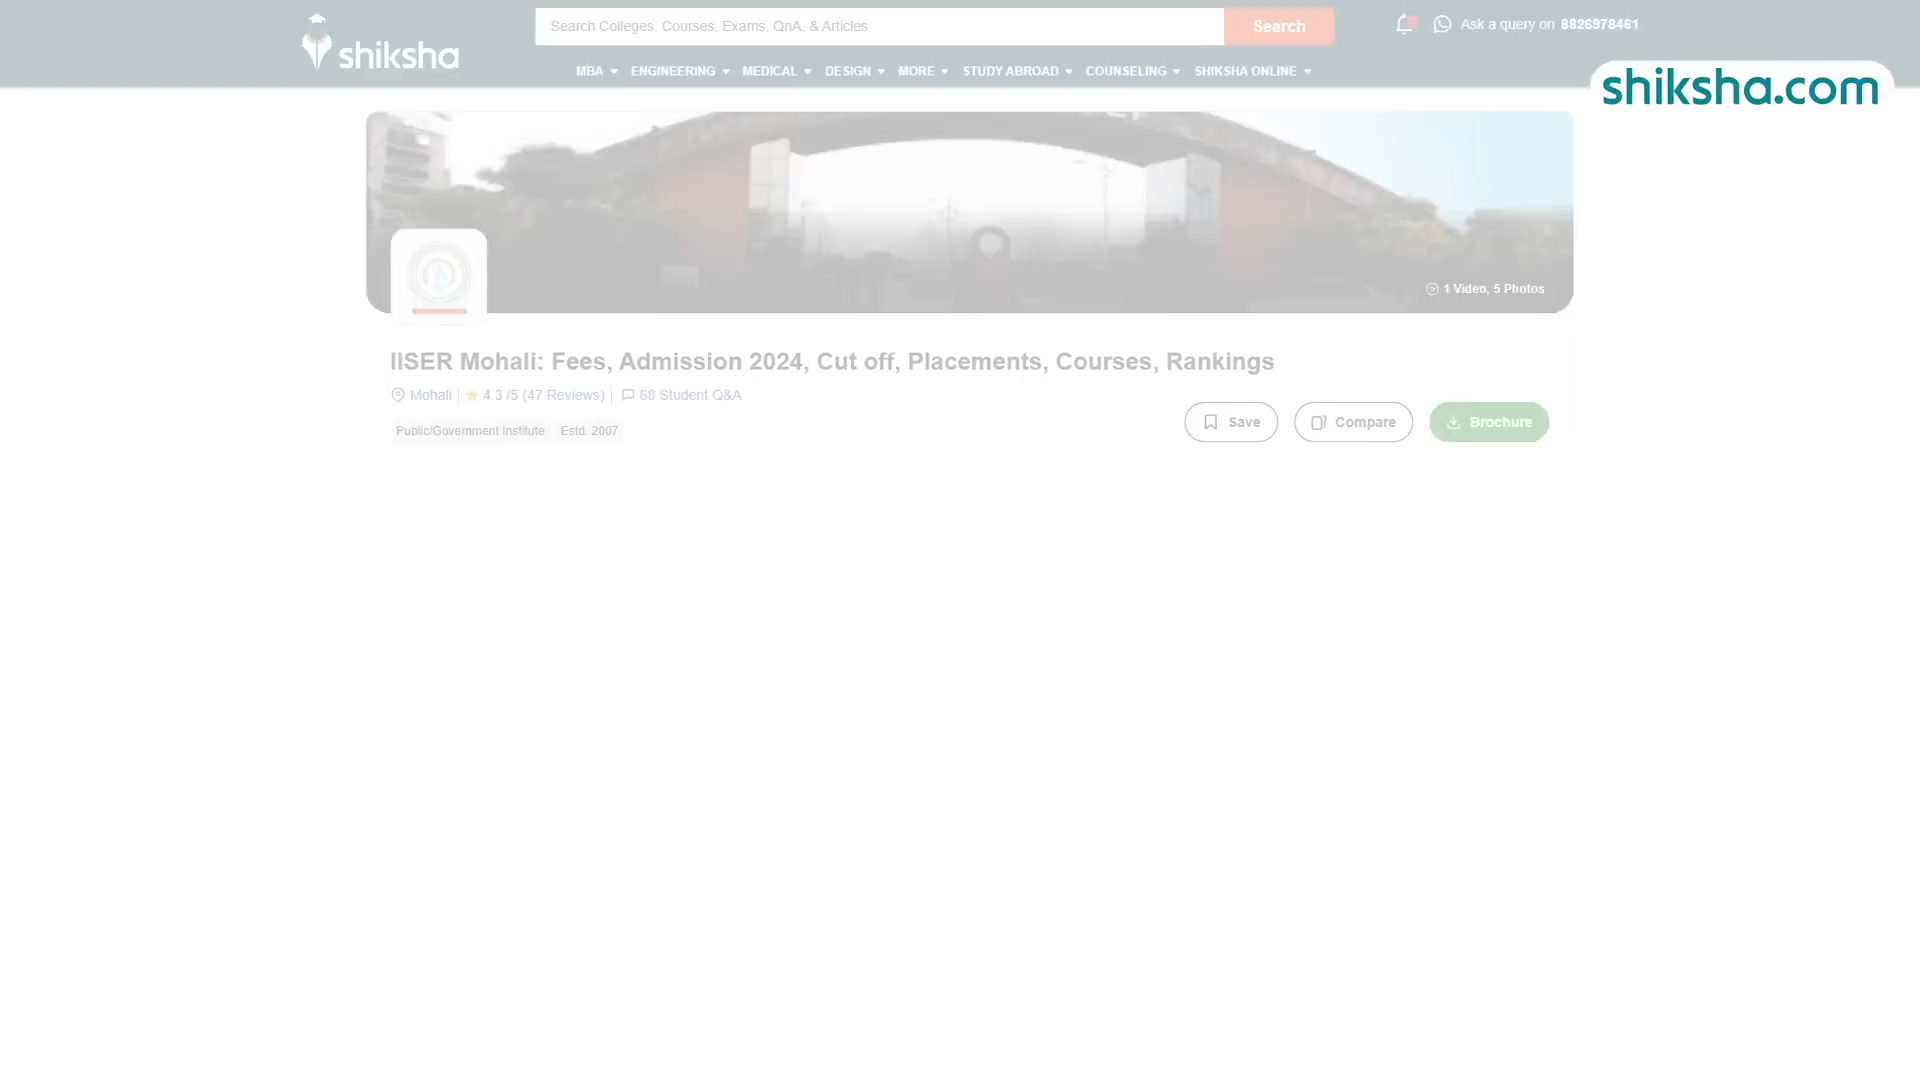 shiksha
Search Colleges, Courses, Exams, QnA, & Articles
Search
Ask a query on 8826978461
MBA ENGINEERING MEDICAL DESIGN MORE STUDY ABROAD COUNSELING SHIKSHA ONLINE
shiksha.com
1 Video, 5 Photos
IISER Mohali: Fees, Admission 2024, Cut off, Placements, Courses, Rankings
Mohali 4.3 /5 (47 Reviews) 68 Student Q&A
Save Compare Brochure
Public/Government Institute Estd. 2007